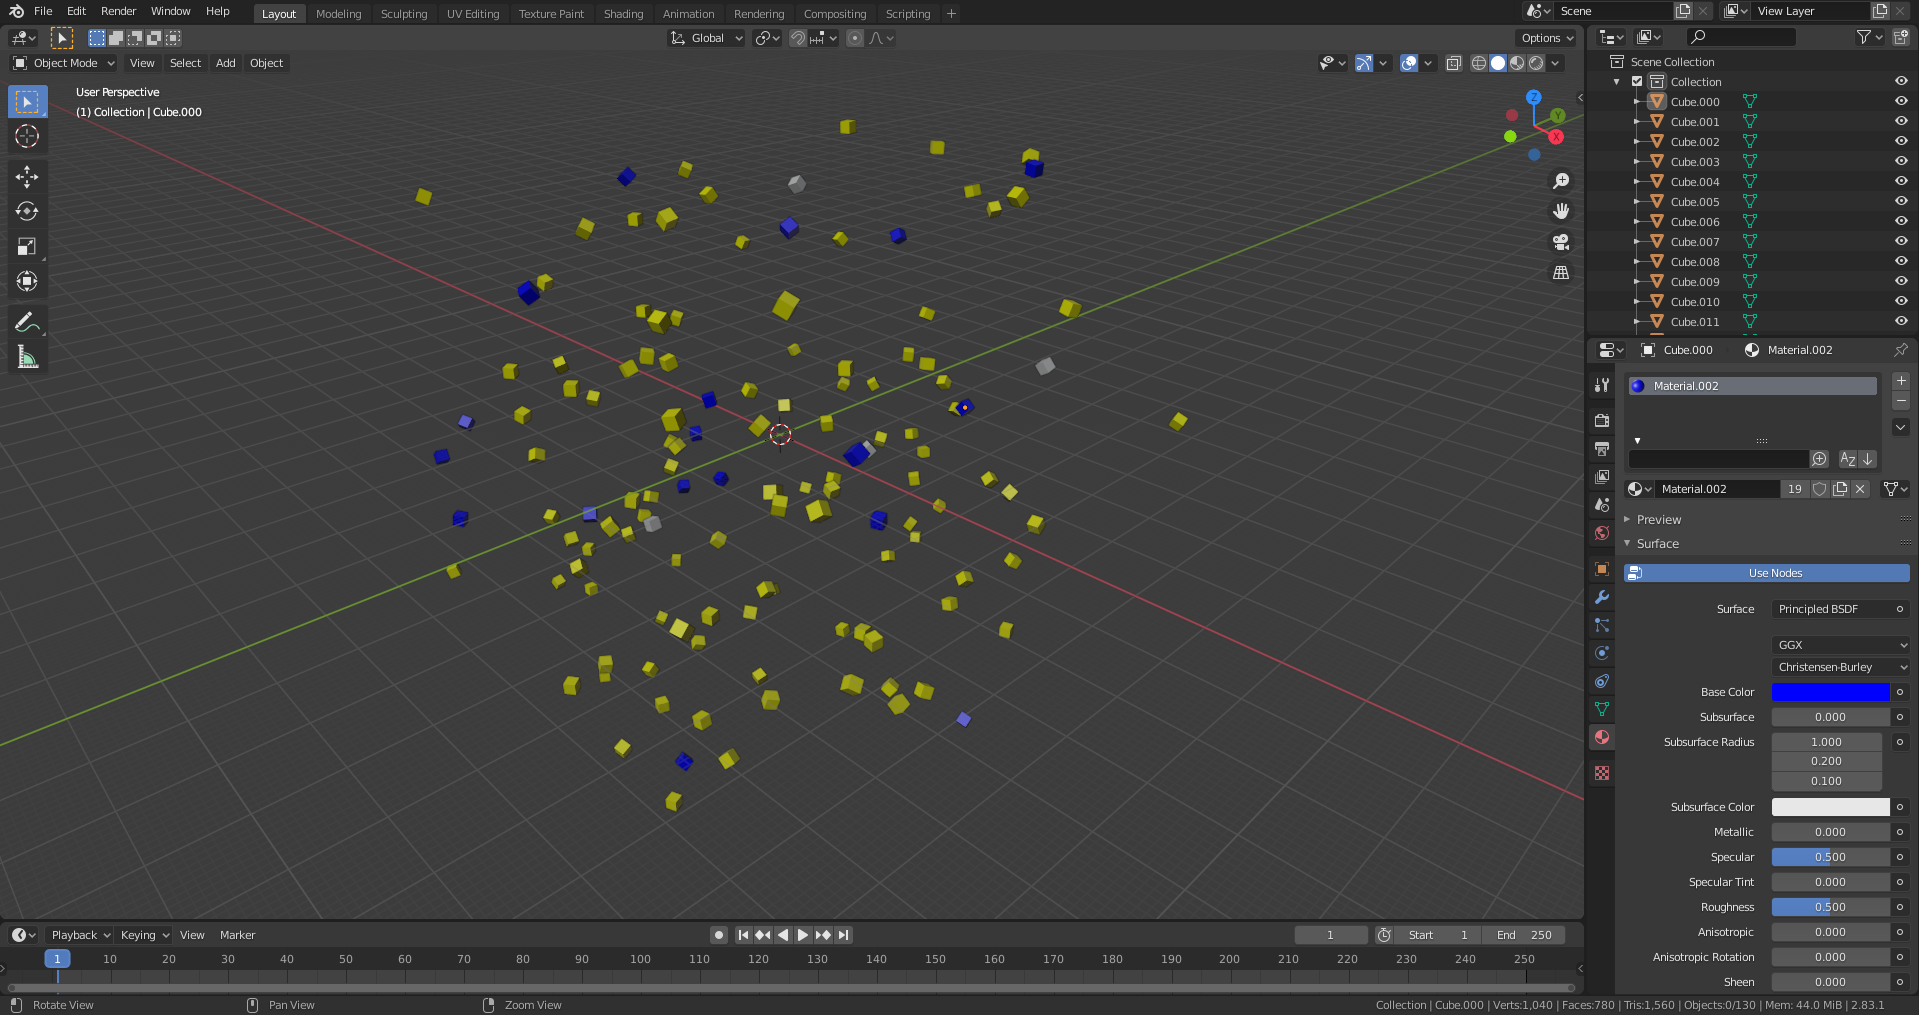 File Edit Render Window Help Layout Modeling Sculpting UV Editing Texture Paint Shading Animation Rendering Compositing Scripting + Scene View Layer
Global Options
Object Mode View Select Add Object
User Perspective
(1) Collection | Cube.000
Z
Y
X
Scene Collection
Collection
Cube.000
Cube.001
Cube.002
Cube.003
Cube.004
Cube.005
Cube.006
Cube.007
Cube.008
Cube.009
Cube.010
Cube.011
Cube.000 Material.002
Material.002
Material.002 19
Preview
Surface
Use Nodes
Surface Principled BSDF
GGX
Christensen-Burley
Base Color
Subsurface 0.000
Subsurface Radius 1.000
0.200
0.100
Subsurface Color
Metallic 0.000
Specular 0.500
Specular Tint 0.000
Roughness 0.500
Anisotropic 0.000
Anisotropic Rotation 0.000
Sheen 0.000
Playback Keying View Marker 1 Start 1 End 250
1 10 20 30 40 50 60 70 80 90 100 110 120 130 140 150 160 170 180 190 200 210 220 230 240 250
Rotate View Pan View Zoom View Collection | Cube.000 | Verts:1,040 | Faces:780 | Tris:1,560 | Objects:0/130 | Mem: 44.0 MiB | 2.83.1